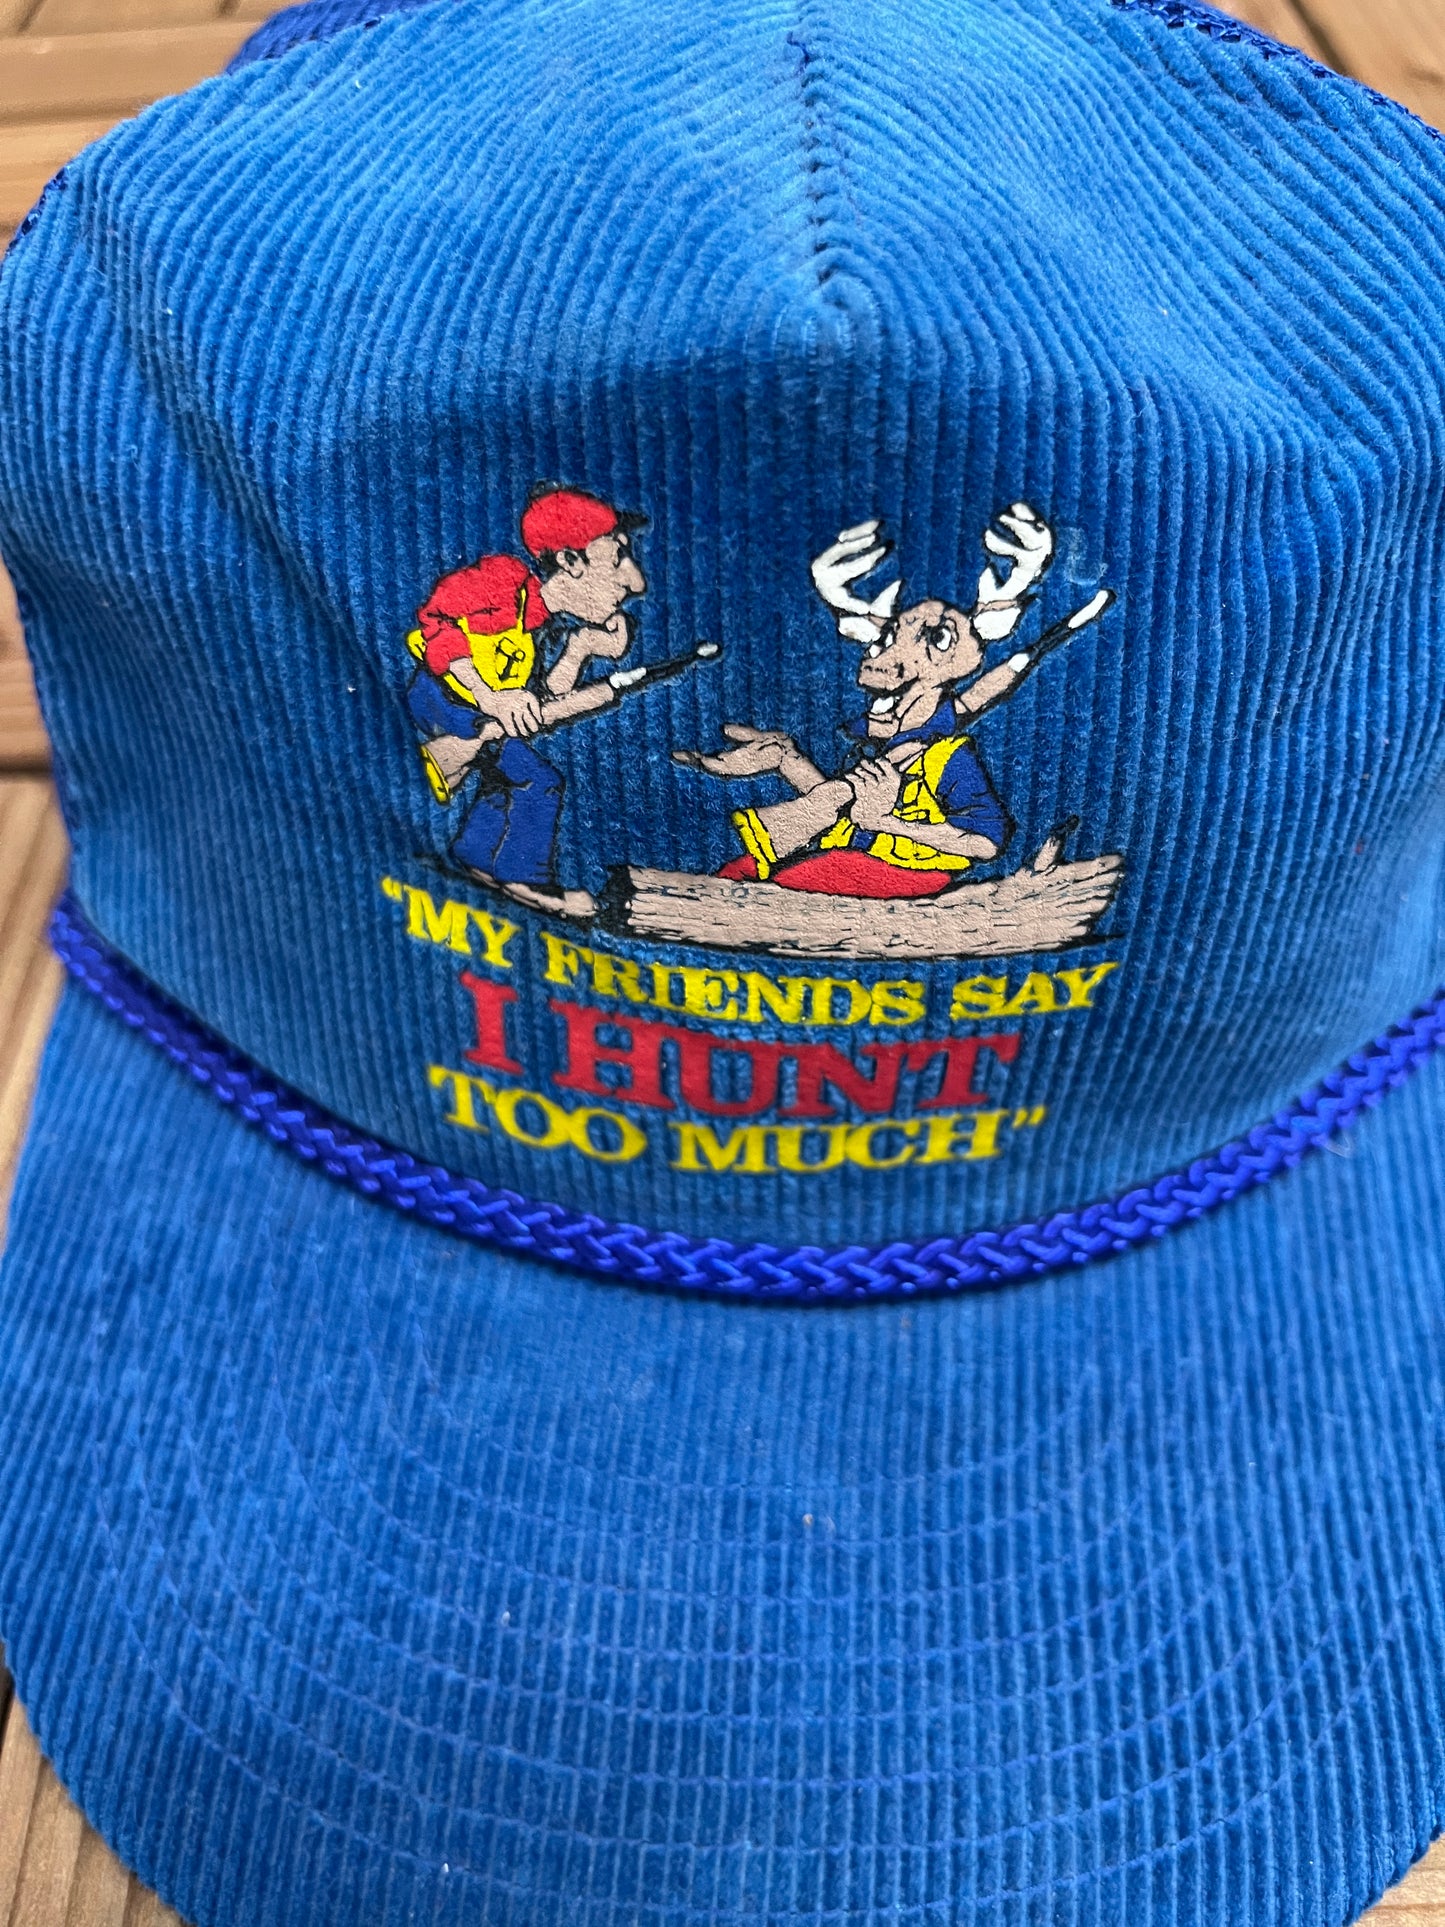 “MY FRIENDS SAY
I HUNT
TOO MUCH”